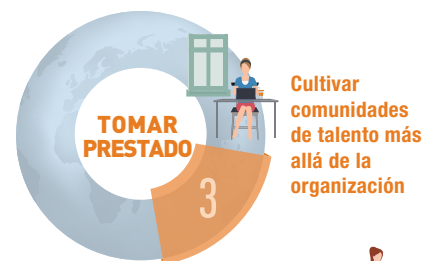 TOMAR
PRESTADO
3
Cultivar
comunidades
de talento más
allá de la
organización